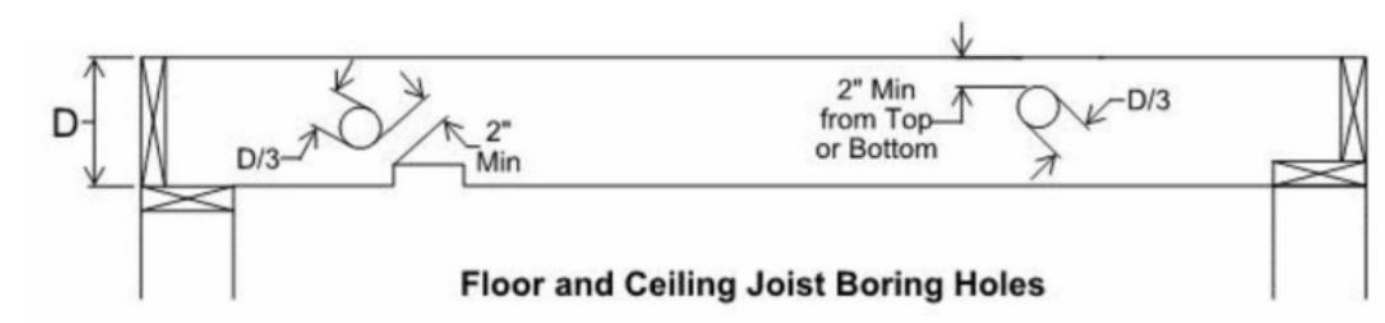 D
D/3
2"
Min
2" Min
from Top
or Bottom
D/3
Floor and Ceiling Joist Boring Holes